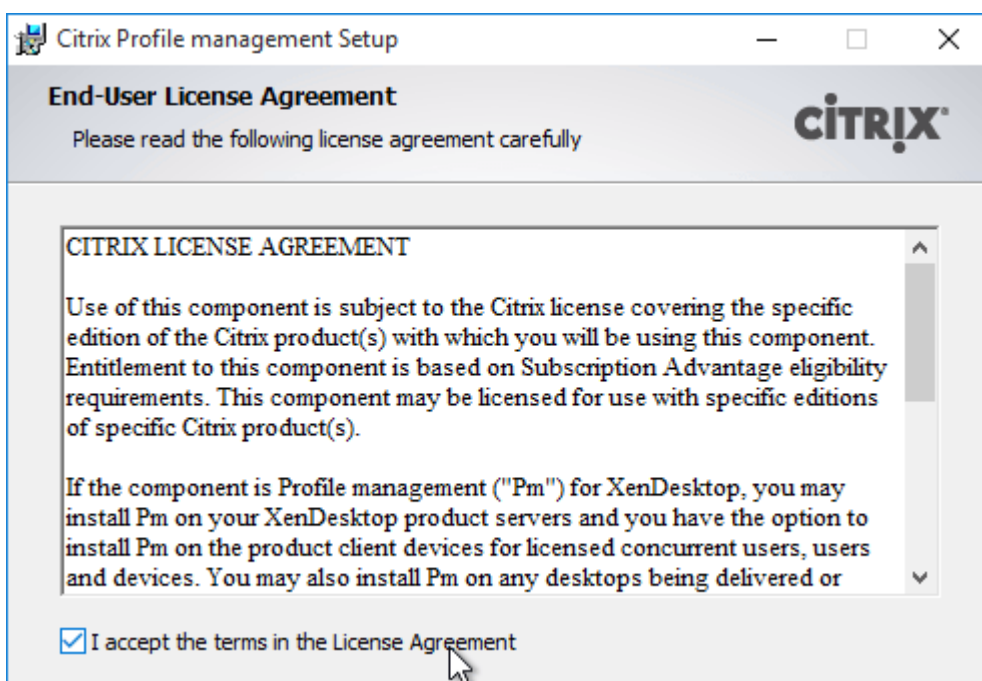 Citrix Profile management Setup
End-User License Agreement
Please read the following license agreement carefully
CİTRIX
CITRIX LICENSE AGREEMENT
Use of this component is subject to the Citrix license covering the specific
edition of the Citrix product(s) with which you will be using this component.
Entitlement to this component is based on Subscription Advantage eligibility
requirements. This component may be licensed for use with specific editions
of specific Citrix product(s).
If the component is Profile management ("Pm") for XenDesktop, you may
install Pm on your XenDesktop product servers and you have the option to
install Pm on the product client devices for licensed concurrent users, users
and devices. You may also install Pm on any desktops being delivered or
I accept the terms in the License Agreement